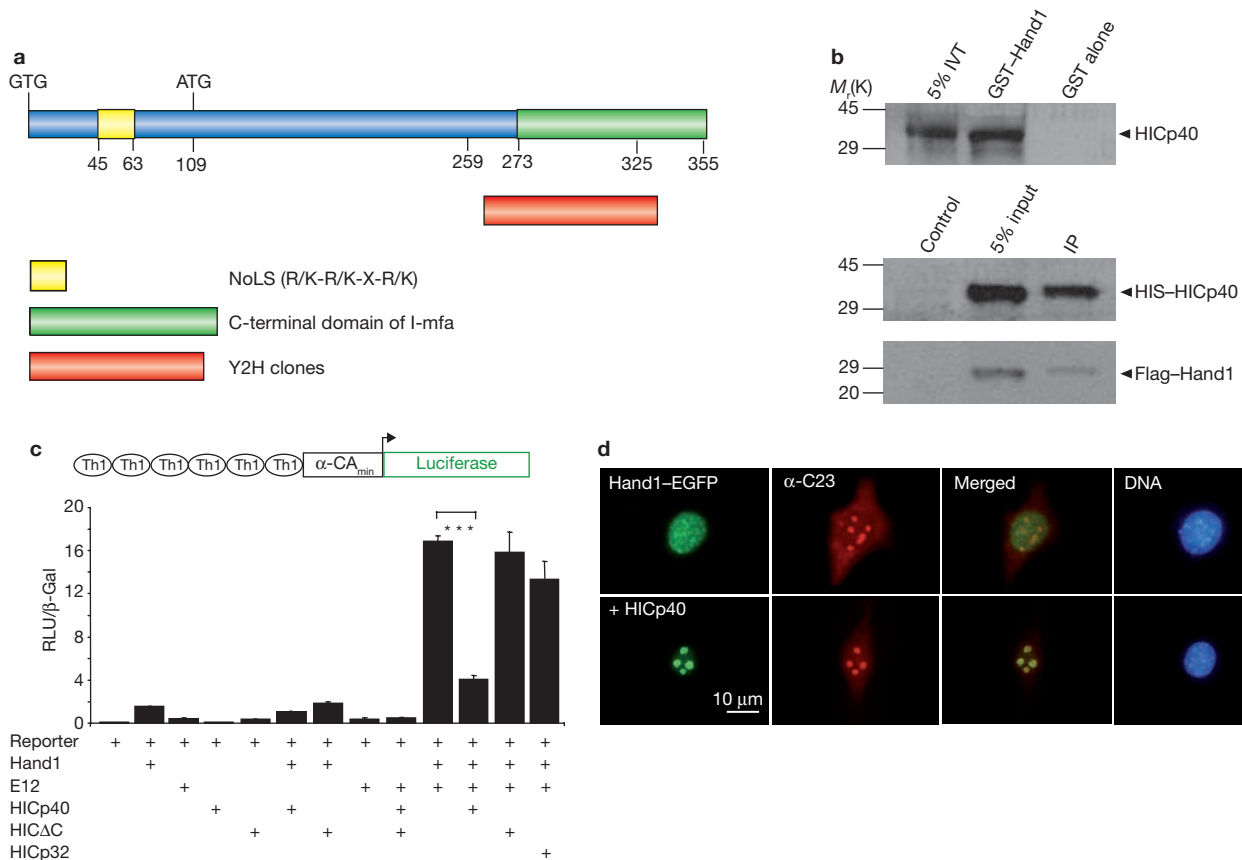 a
GTG
ATG
45
63
109
259
273
325
355
NoLS (R/K-R/K-X-R/K)
C-terminal domain of I-mfa
Y2H clones
b
Mr(K)
5% IVT
GST–Hand1
GST alone
45
29
HICp40
Control
5% input
IP
45
29
HIS–HICp40
29
20
Flag–Hand1
c
Th1 Th1 Th1 Th1 Th1 Th1 α-CAmin Luciferase
RLU/β-Gal
20
16
12
8
4
0
***
Reporter + + + + + + + + + + + + +
Hand1 + + + + + + +
E12 + + + + + + +
HICp40 + + + +
HICΔC + + + +
HICp32 +
d
Hand1–EGFP
α-C23
Merged
DNA
+ HICp40
10 μm